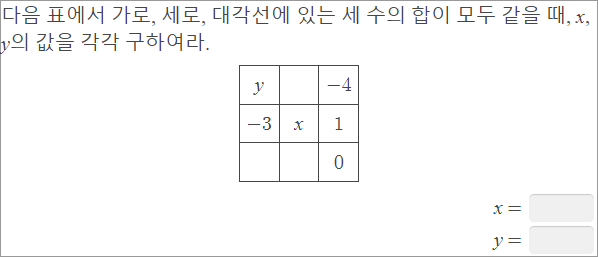 다음 표에서 가로, 세로, 대각선에 있는 세 수의 합이 모두 같을 때, x,
y의 값을 각각 구하여라.
y −4
−3 x 1
0
x =
y =